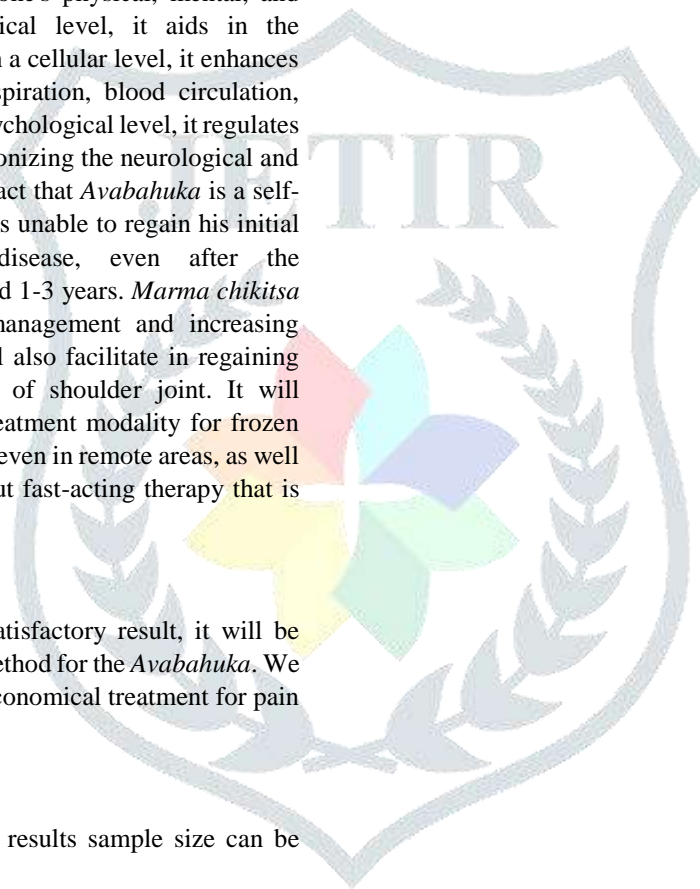 one's physical, mental, and
ical level, it aids in the
a cellular level, it enhances
spiration, blood circulation,
ychological level, it regulates
onizing the neurological and
act that Avabahuka is a self-
s unable to regain his initial
disease, even after the
d 1-3 years. Marma chikitsa
management and increasing
l also facilitate in regaining
of shoulder joint. It will
eatment modality for frozen
even in remote areas, as well
ut fast-acting therapy that is
atisfactory result, it will be
ethod for the Avabahuka. We
conomical treatment for pain
results sample size can be
JETIR